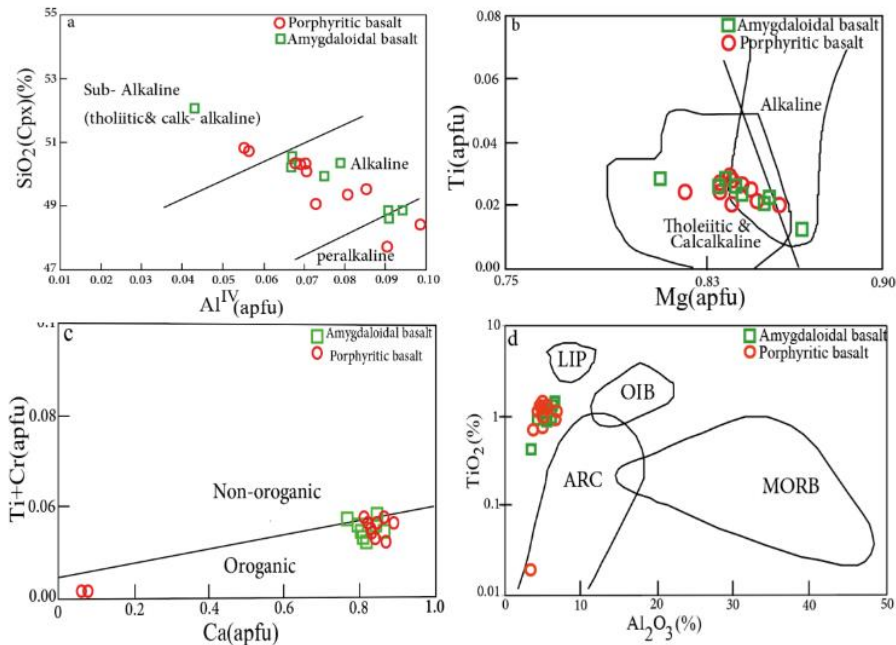 a
Porphyritic basalt
Amygdaloidal basalt
Sub- Alkaline
(tholiitic& calk- alkaline)
Alkaline
peralkaline
SiO2(Cpx)(%)
55
53
51
49
47
0.01 0.01 0.02 0.03 0.04 0.05 0.06 0.07 0.08 0.09 0.10
Al^IV(apfu)
b
Amygdaloidal basalt
Porphyritic basalt
Alkaline
Tholeiitic &
Calcalkaline
Ti(apfu)
0.08
0.06
0.04
0.02
0.00
0.75 0.83 0.90
Mg(apfu)
c
Amygdaloidal basalt
Porphyritic basalt
Non-oroganic
Oroganic
Ti+Cr(apfu)
0.1
0.08
0.06
0.00
0 0.2 0.4 0.6 0.8 1.0
Ca(apfu)
d
Amygdaloidal basalt
Porphyritic basalt
LIP
OIB
ARC
MORB
TiO2(%)
10
1
0.1
0.01
0 10 20 30 40 50
Al2O3(%)